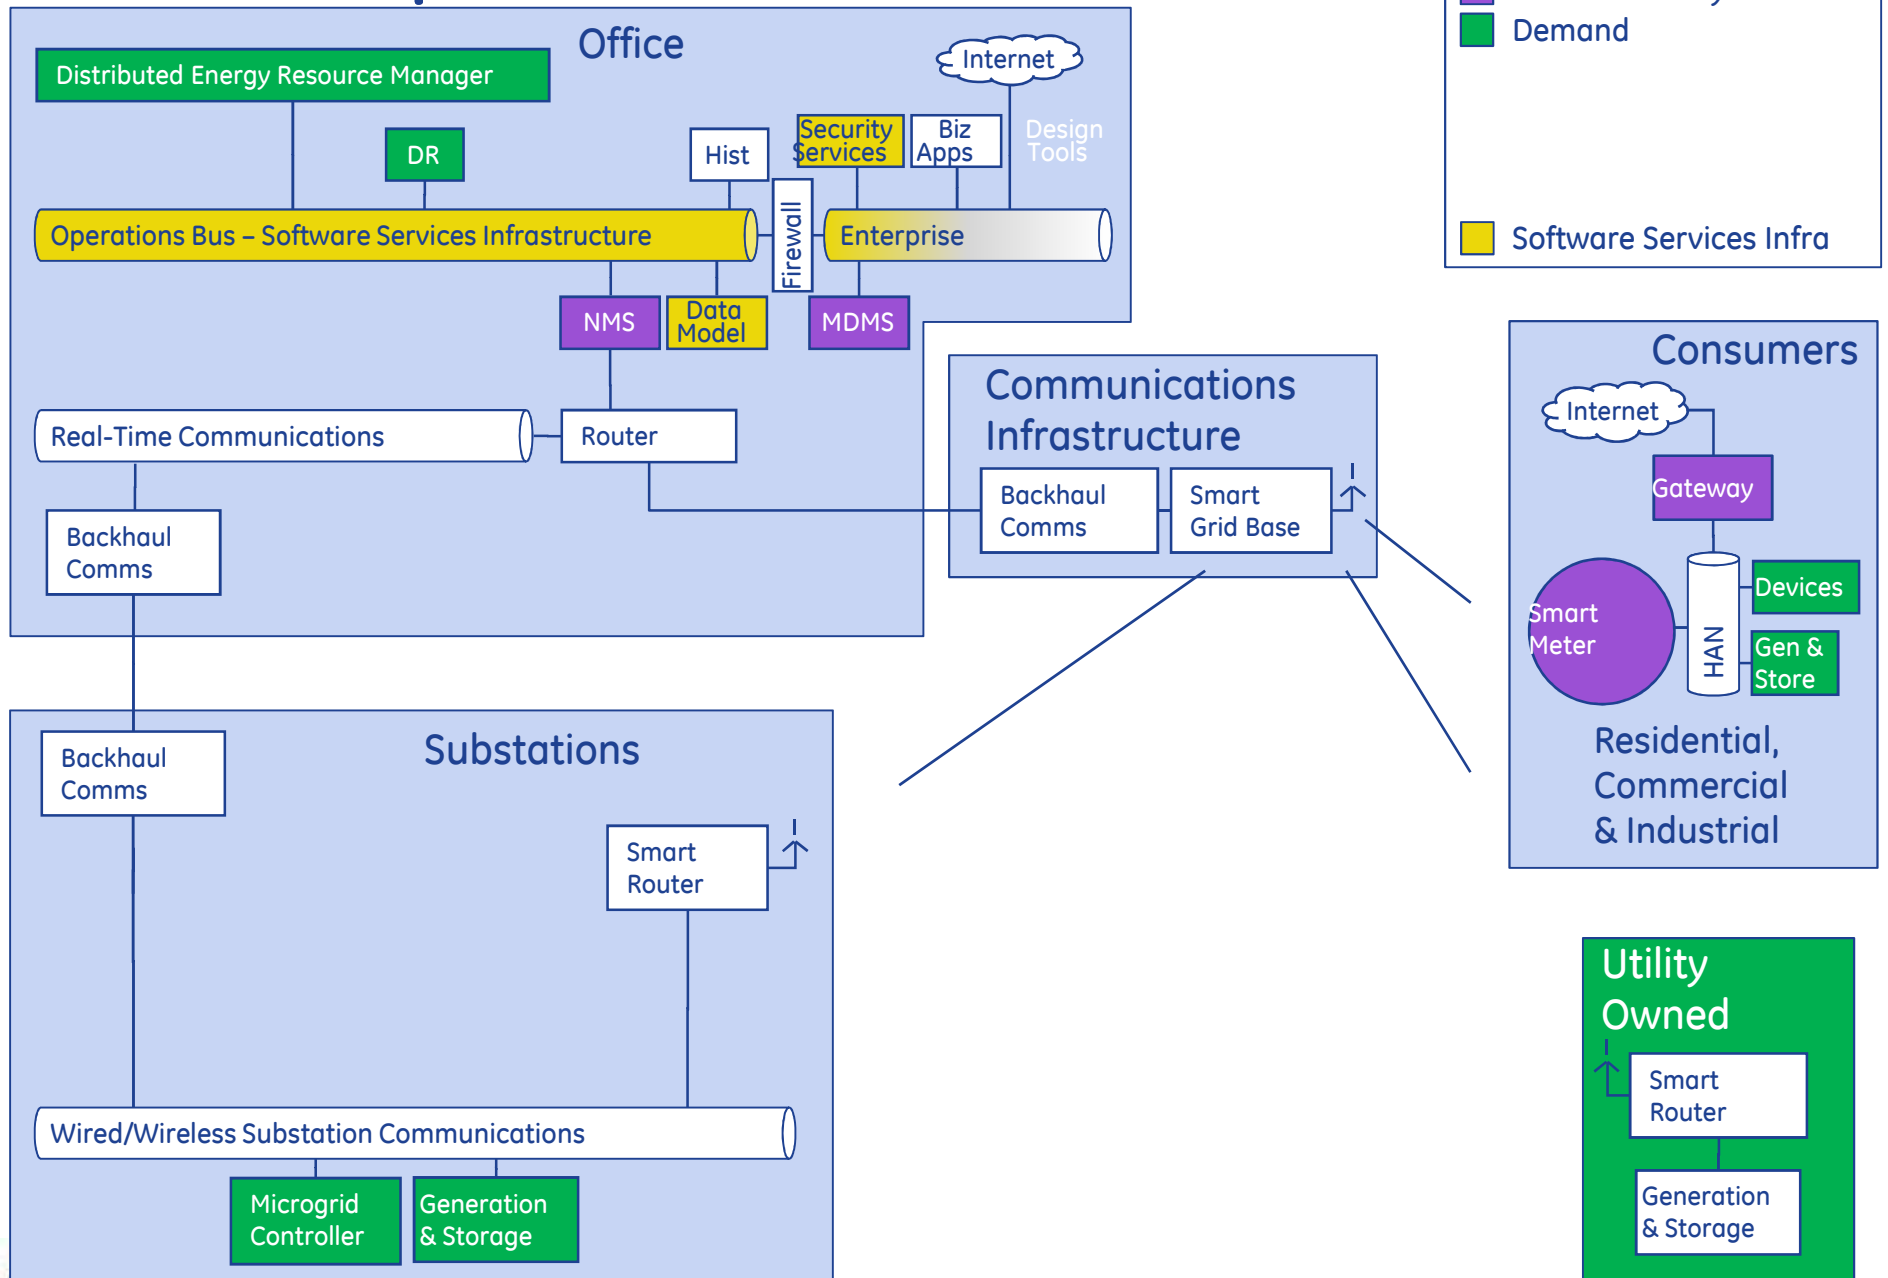 Office
Distributed Energy Resource Manager
Internet
DR
Hist
Security
Services
Biz
Apps
Design
Tools
Operations Bus – Software Services Infrastructure
Firewall
Enterprise
NMS
Data
Model
MDMS
Real-Time Communications
Router
Backhaul
Comms
Communications
Infrastructure
Backhaul
Comms
Smart
Grid Base
Demand
Software Services Infra
Consumers
Internet
Gateway
Smart
Meter
HAN
Devices
Gen &
Store
Residential,
Commercial
& Industrial
Substations
Backhaul
Comms
Smart
Router
Wired/Wireless Substation Communications
Microgrid
Controller
Generation
& Storage
Utility
Owned
Smart
Router
Generation
& Storage